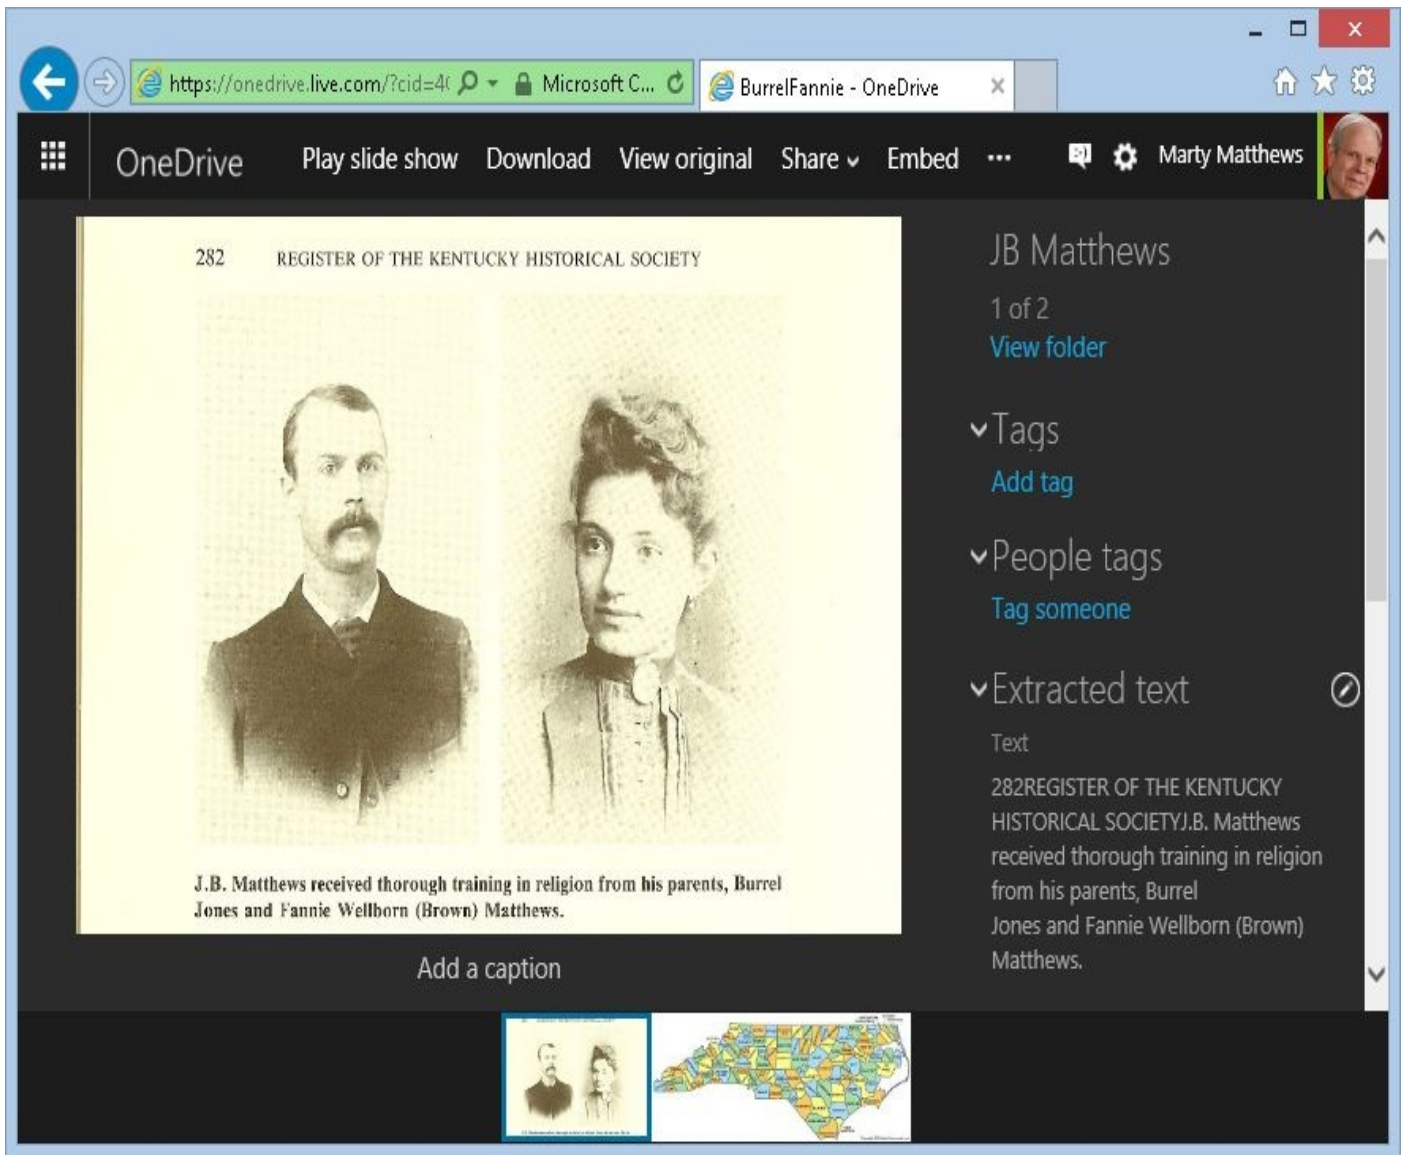 https://onedrive.live.com/?cid=4(
Microsoft C...
BurrelFannie - OneDrive
OneDrive
Play slide show
Download
View original
Share
Embed
Marty Matthews
282 REGISTER OF THE KENTUCKY HISTORICAL SOCIETY
J.B. Matthews received thorough training in religion from his parents, Burrel
Jones and Fannie Wellborn (Brown) Matthews.
Add a caption
JB Matthews
1 of 2
View folder
Tags
Add tag
People tags
Tag someone
Extracted text
Text
282REGISTER OF THE KENTUCKY
HISTORICAL SOCIETYJ.B. Matthews
received thorough training in religion
from his parents, Burrel
Jones and Fannie Wellborn (Brown)
Matthews.